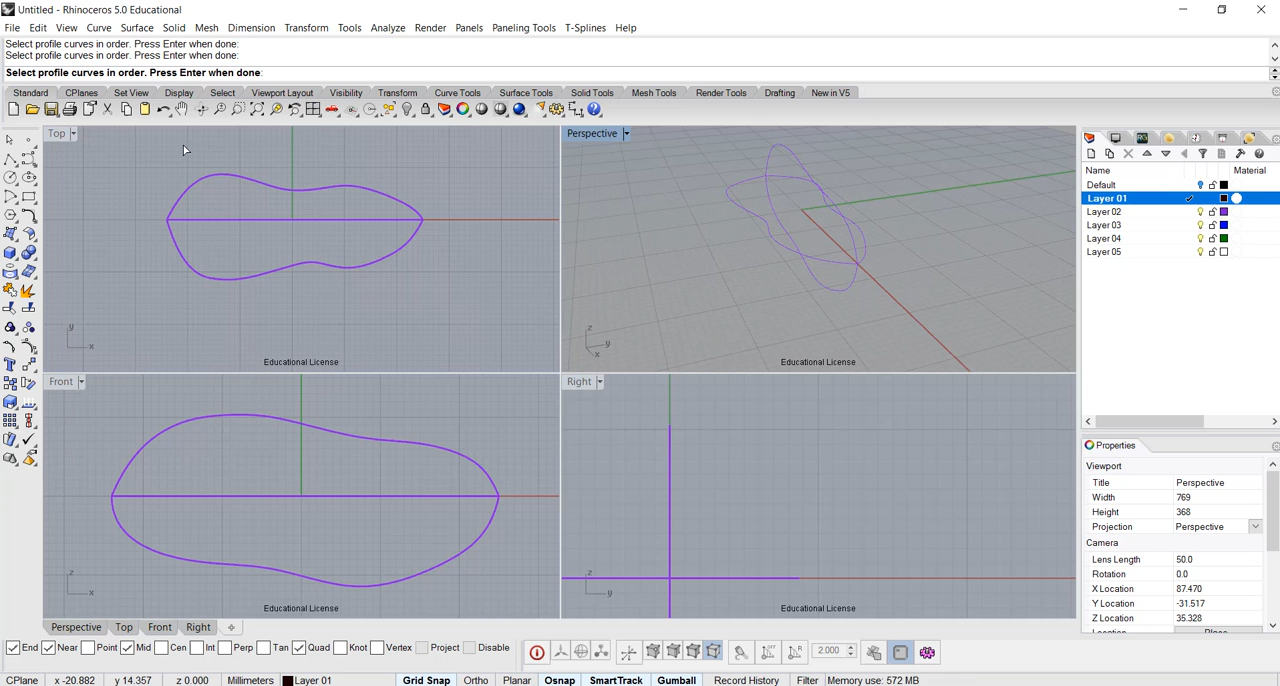 Untitled - Rhinoceros 5.0 Educational
File Edit View Curve Surface Solid Mesh Dimension Transform Tools Analyze Render Panels Paneling Tools T-Splines Help
Select profile curves in order. Press Enter when done:
Select profile curves in order. Press Enter when done:
Select profile curves in order. Press Enter when done:
Standard CPlanes Set View Display Select Viewport Layout Visibility Transform Curve Tools Surface Tools Solid Tools Mesh Tools Render Tools Drafting New in V5
Top
Perspective
Name Material
Default
Layer 01
Layer 02
Layer 03
Layer 04
Layer 05
y
x
z
y
x
Educational License
Educational License
Front
Right
Properties
Viewport
Title Perspective
Width 769
Height 368
Projection Perspective
Camera
Lens Length 50.0
Rotation 0.0
X Location 87.470
Y Location -31.517
Z Location 35.328
z
x
z
y
Educational License
Educational License
Perspective Top Front Right
End Near Point Mid Cen Int Perp Tan Quad Knot Vertex Project Disable
2.000
CPlane x -20.882 y 14.357 z 0.000 Millimeters Layer 01 Grid Snap Ortho Planar Osnap SmartTrack Gumball Record History Filter Memory use: 572 MB